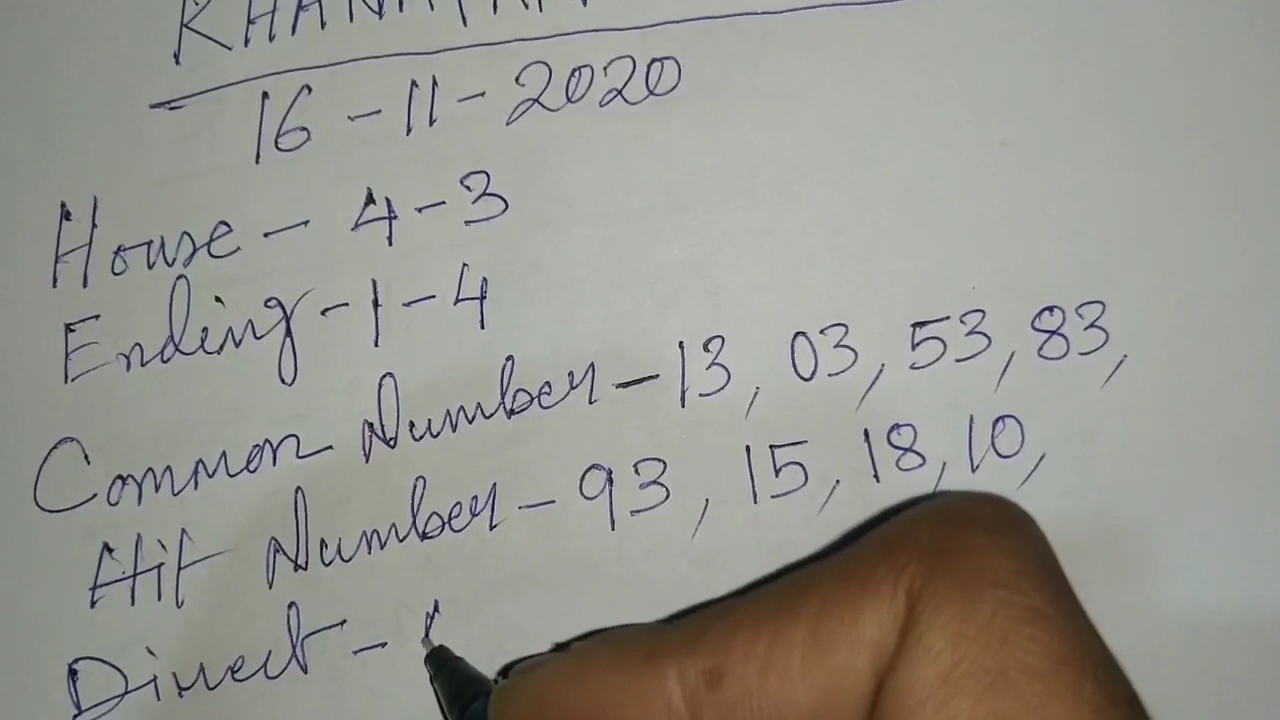 16-11-2020
House - 4-3
Ending - 1-4
Common Number - 13, 03, 53, 83,
Hit Number - 93, 15, 18, 10,
Direct -